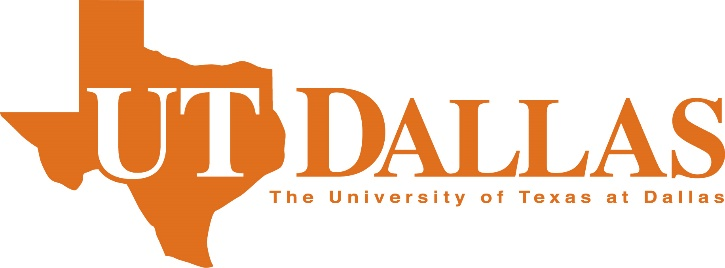 UT DALLAS
The University of Texas at Dallas